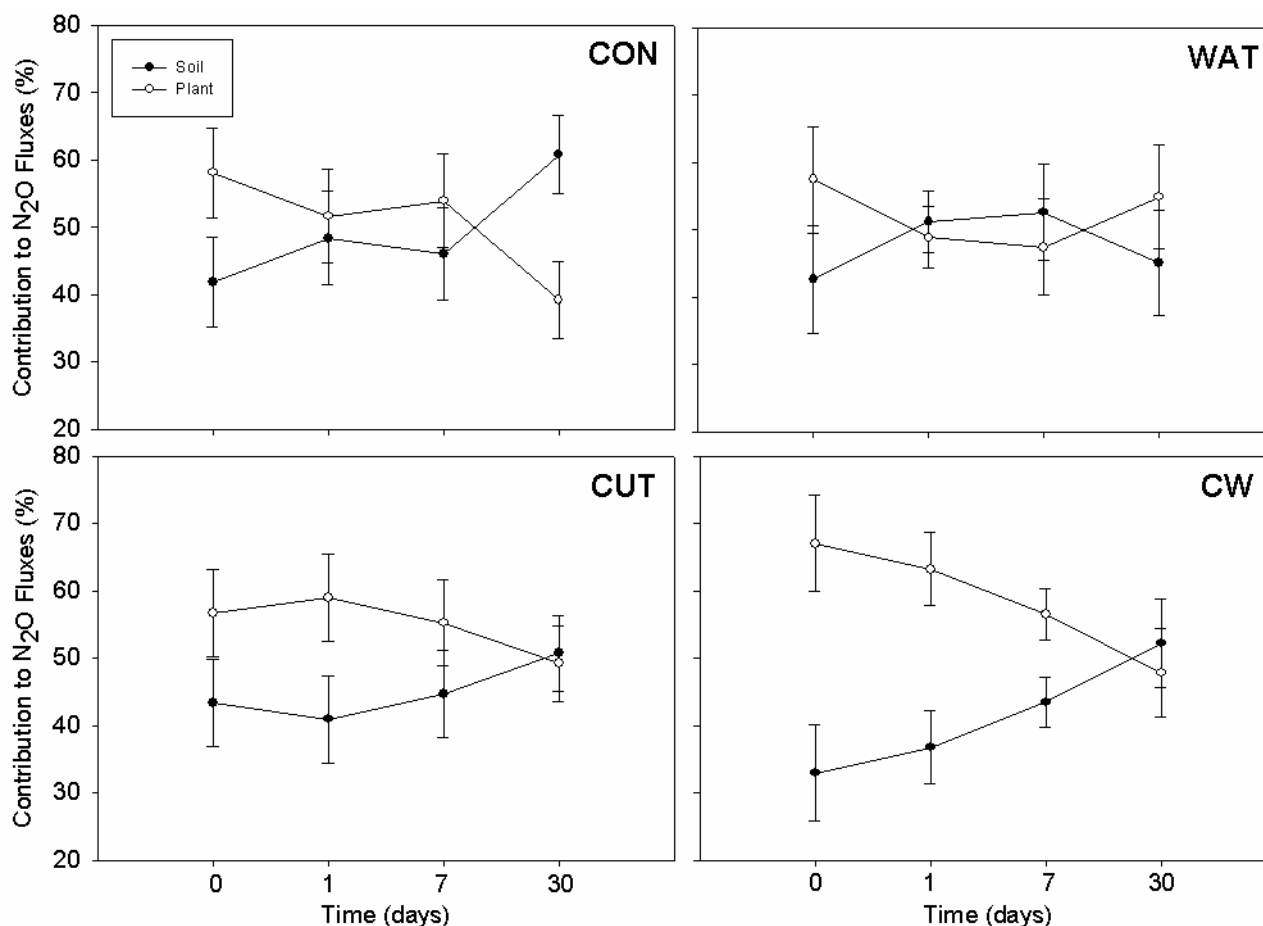 80
70
60
50
40
30
20
Contribution to N2O Fluxes (%)
Soil
Plant
CON
WAT
80
70
60
50
40
30
20
Contribution to N2O Fluxes (%)
CUT
0 1 7 30
Time (days)
CW
0 1 7 30
Time (days)